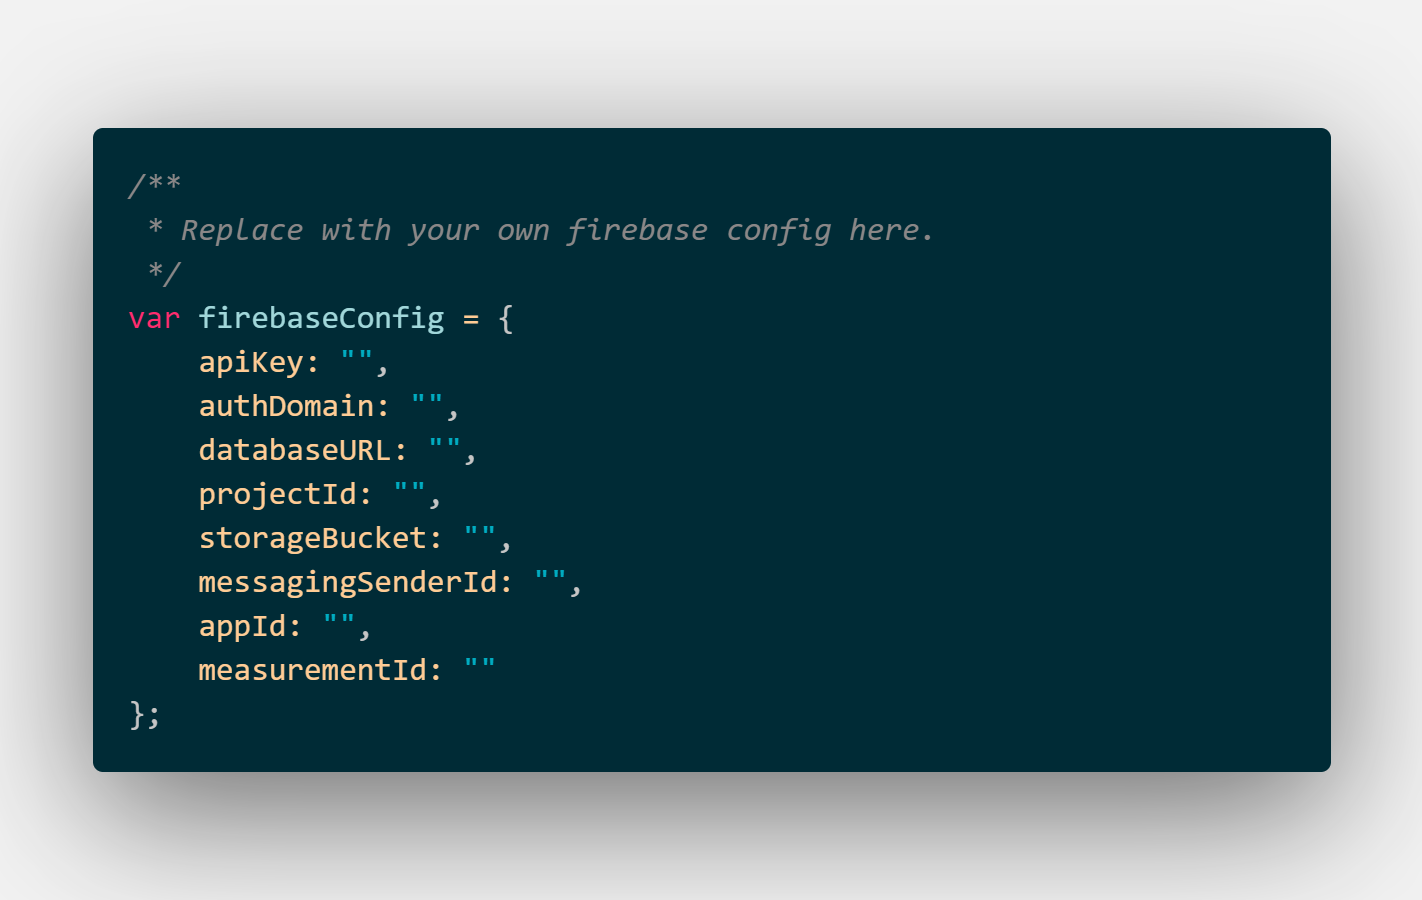 /**
 * Replace with your own firebase config here.
 */
var firebaseConfig = {
    apiKey: "",
    authDomain: "",
    databaseURL: "",
    projectId: "",
    storageBucket: "",
    messagingSenderId: "",
    appId: "",
    measurementId: ""
};